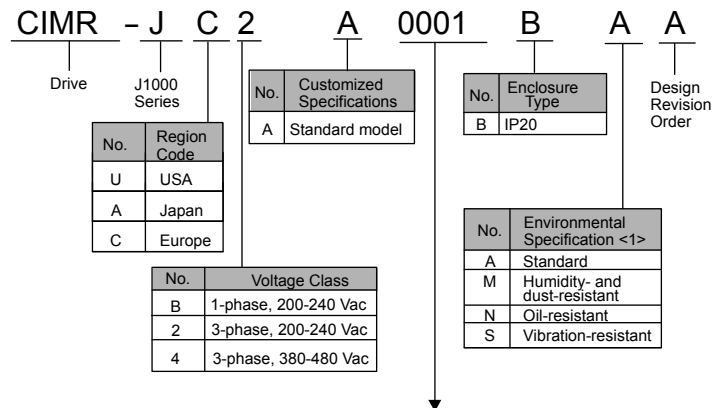 CIMR - J C 2 A 0001 B A A
Drive
J1000
Series
No. Region
Code
U USA
A Japan
C Europe
No. Voltage Class
B 1-phase, 200-240 Vac
2 3-phase, 200-240 Vac
4 3-phase, 380-480 Vac
No. Customized
Specifications
A Standard model
No. Enclosure
Type
B IP20
No. Environmental
Specification <1>
A Standard
M Humidity- and
dust-resistant
N Oil-resistant
S Vibration-resistant
Design
Revision
Order